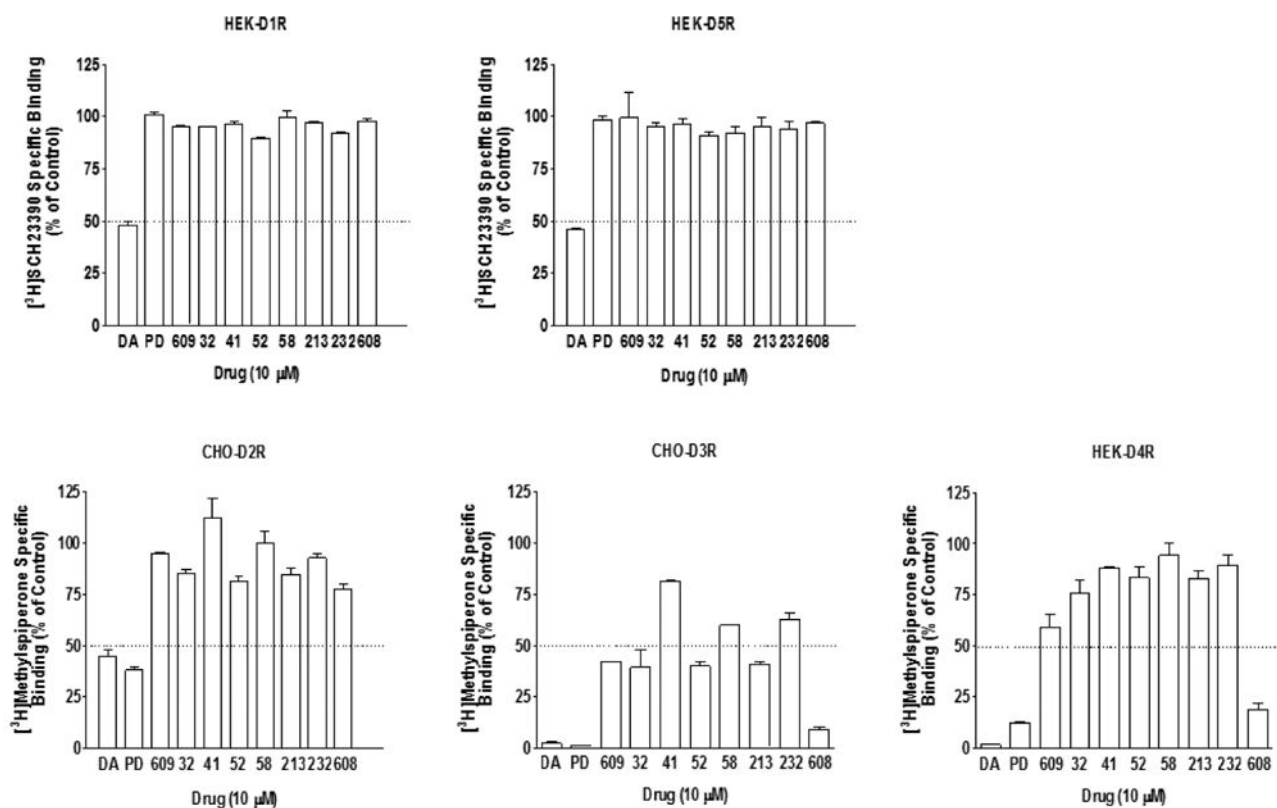 HEK-D1R
[³H]SCH23390 Specific Binding
(% of Control)
125
100
75
50
25
0
DA PD 609 32 41 52 58 213 232 608
Drug (10 µM)
HEK-D5R
[³H]SCH23390 Specific Binding
(% of Control)
125
100
75
50
25
0
DA PD 609 32 41 52 58 213 232 608
Drug (10 µM)
CHO-D2R
[³H]Methylspiperone Specific
Binding (% of Control)
125
100
75
50
25
0
DA PD 609 32 41 52 58 213 232 608
Drug (10 µM)
CHO-D3R
[³H]Methylspiperone Specific
Binding (% of Control)
125
100
75
50
25
0
DA PD 609 32 41 52 58 213 232 608
Drug (10 µM)
HEK-D4R
[³H]Methylspiperone Specific
Binding (% of Control)
125
100
75
50
25
0
DA PD 609 32 41 52 58 213 232 608
Drug (10 µM)